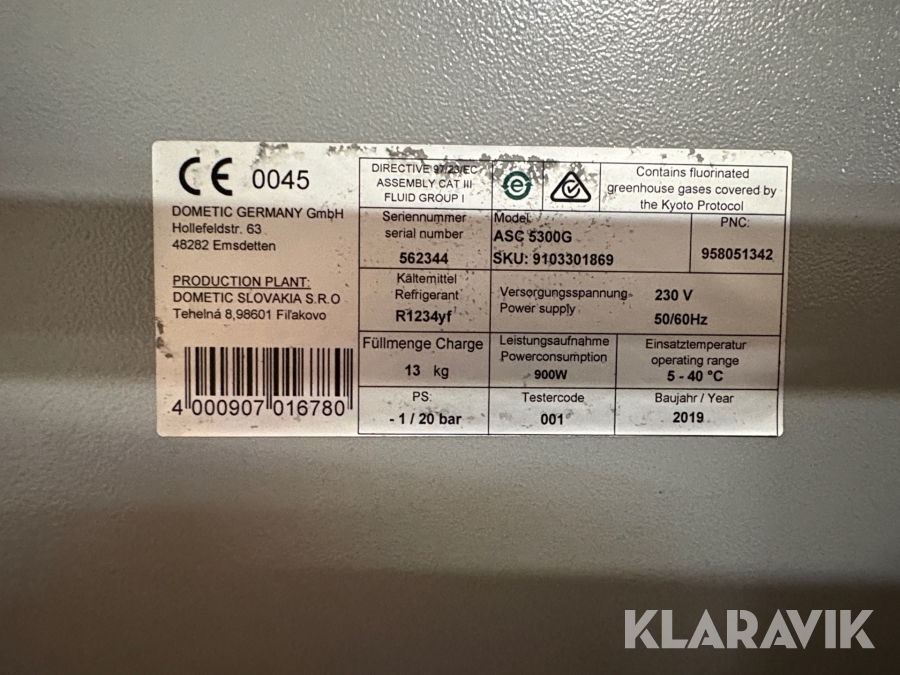 CE 0045
DOMETIC GERMANY GmbH
Hollefeldstr. 63
48282 Emsdetten
PRODUCTION PLANT:
DOMETIC SLOVAKIA S.R.O
Tehelná 8,98601 Fiľakovo
4 000907 016780
DIRECTIVE 97/23/EC
ASSEMBLY CAT III
FLUID GROUP I
e
Contains fluorinated
greenhouse gases covered by
the Kyoto Protocol
Seriennummer
serial number
562344
Model:
ASC 5300G
SKU: 9103301869
PNC:
958051342
Kältemittel
Refrigerant
R1234yf
Versorgungsspannung
Power supply
230 V
50/60Hz
Füllmenge Charge
13 kg
Leistungsaufnahme
Powerconsumption
900W
Einsatztemperatur
operating range
5 - 40 °C
PS:
- 1 / 20 bar
Testercode
001
Baujahr / Year
2019
KLARAVIK